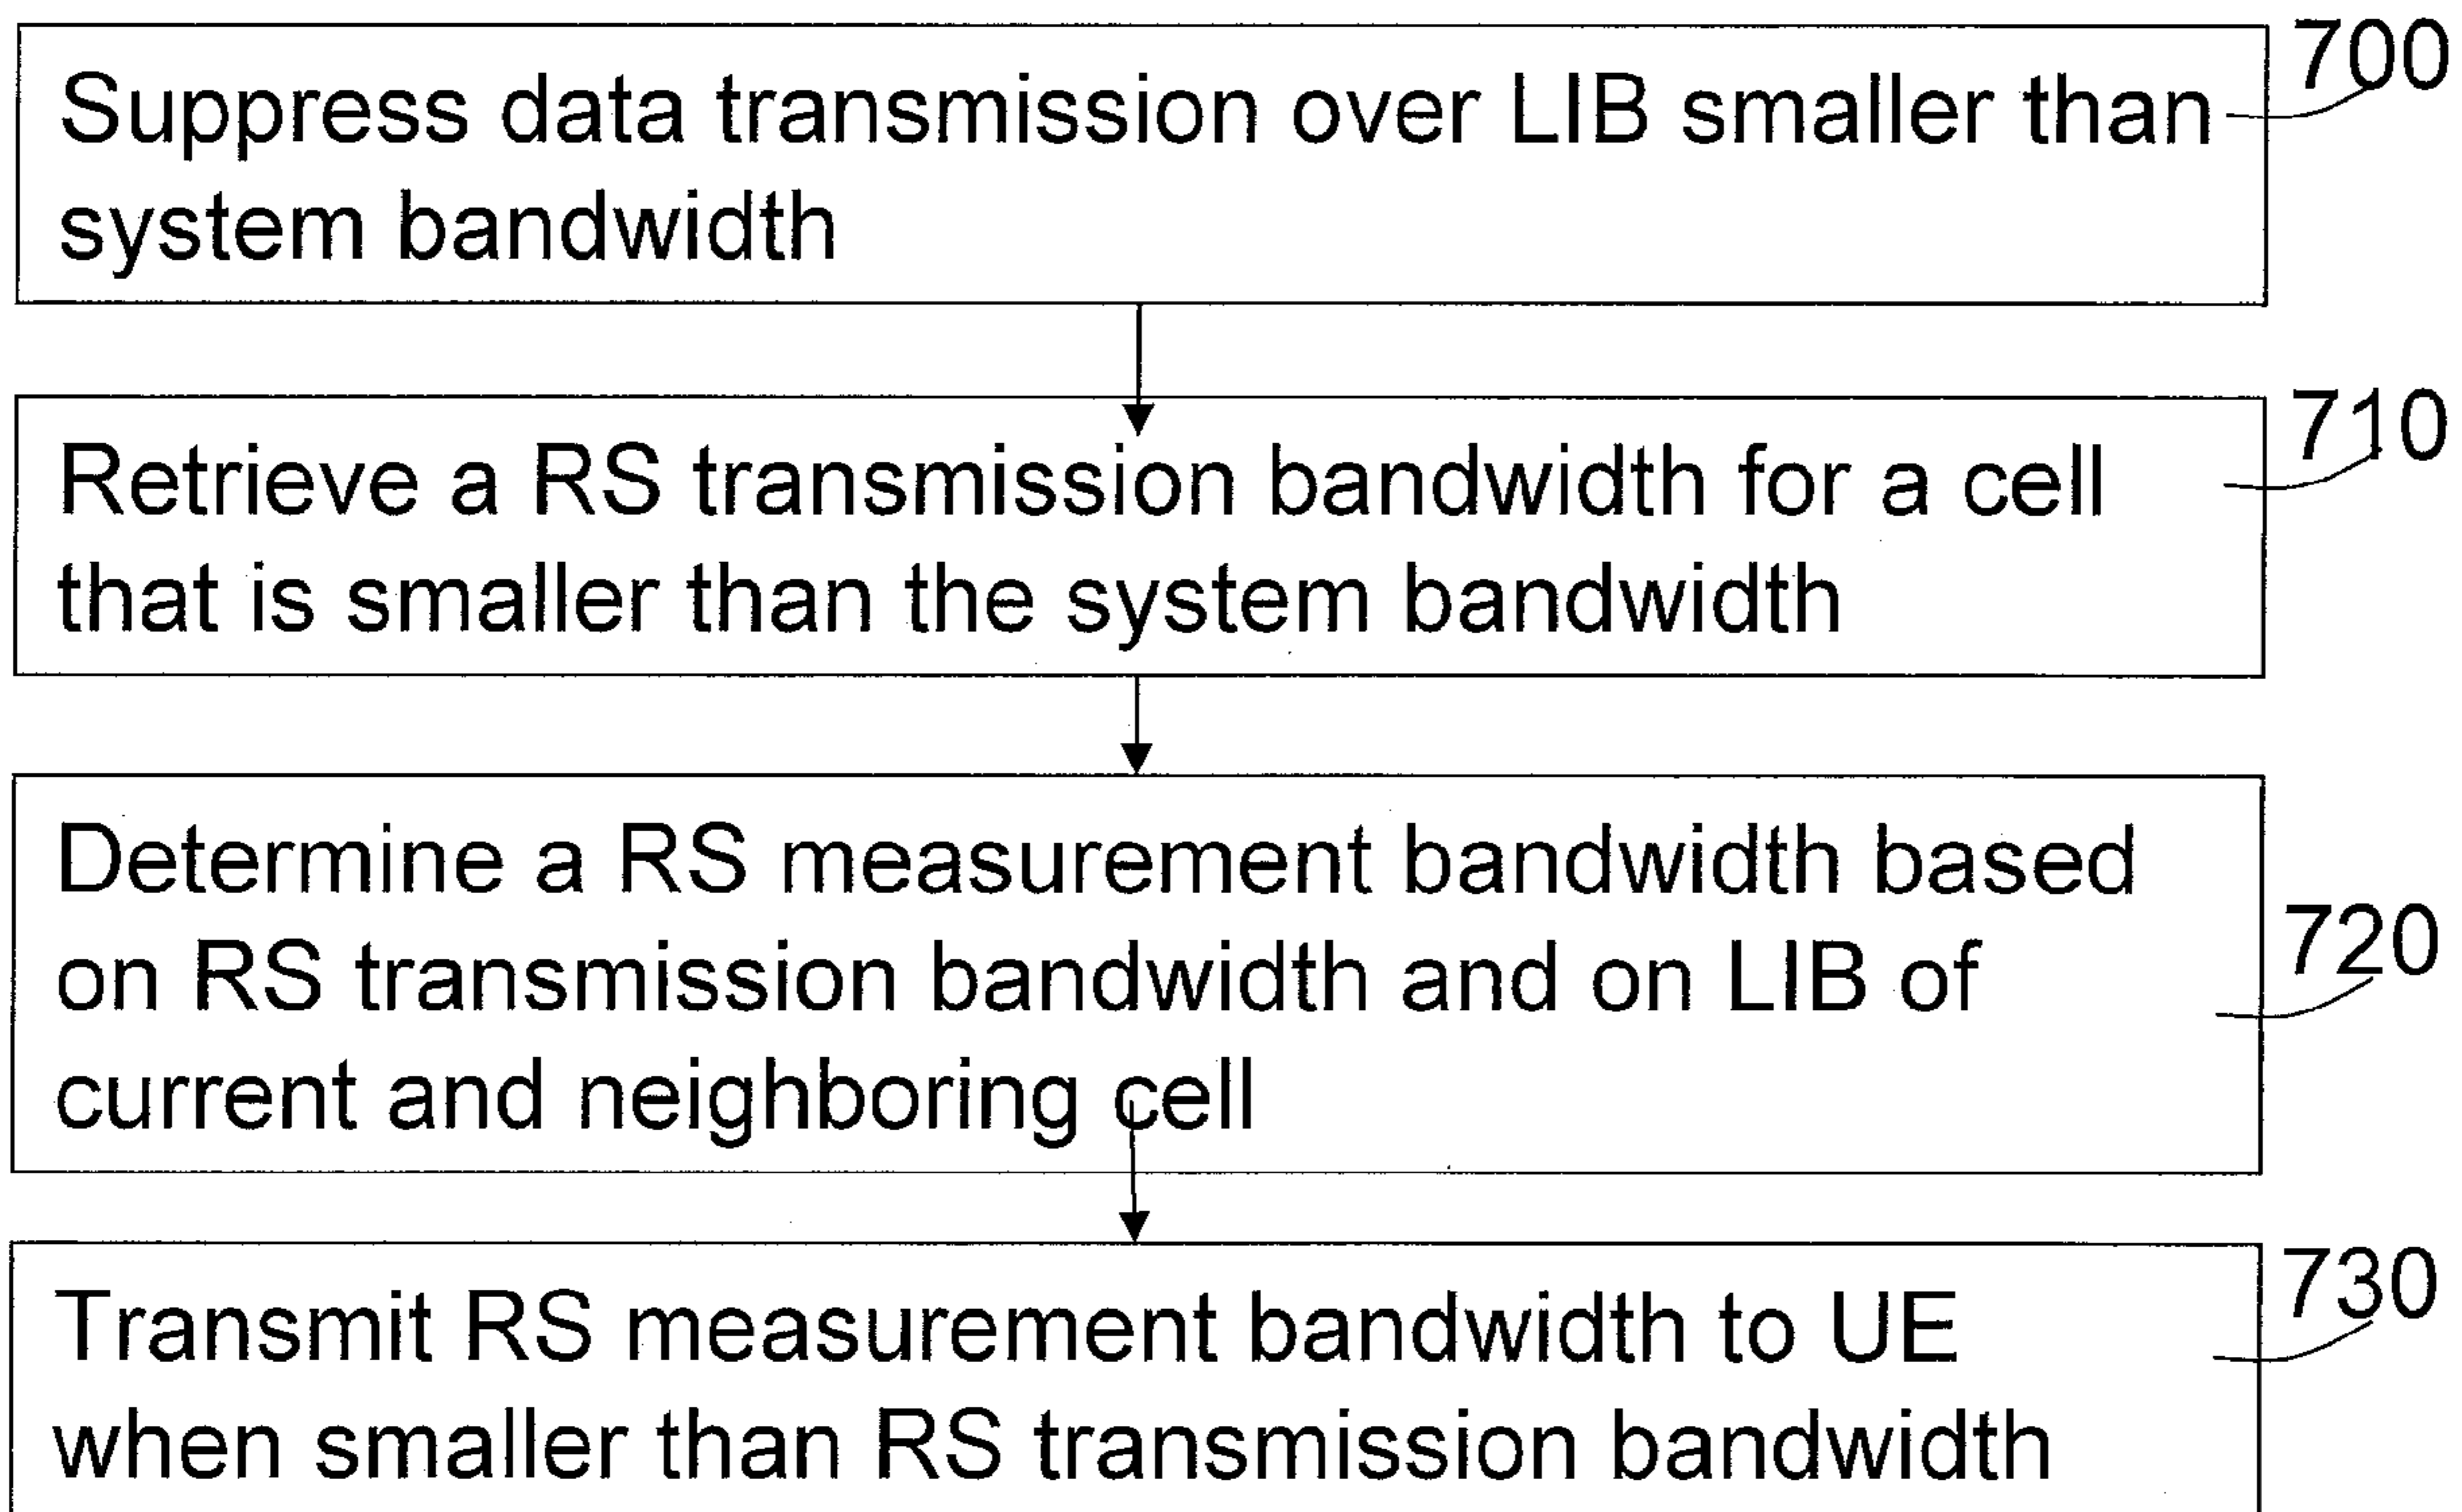 700
Suppress data transmission over LIB smaller than
system bandwidth
710
Retrieve a RS transmission bandwidth for a cell
that is smaller than the system bandwidth
Determine a RS measurement bandwidth based
720
on RS transmission bandwidth and on LIB of
current and neighboring cell
730
Transmit RS measurement bandwidth to UE
when smaller than RS transmission bandwidth